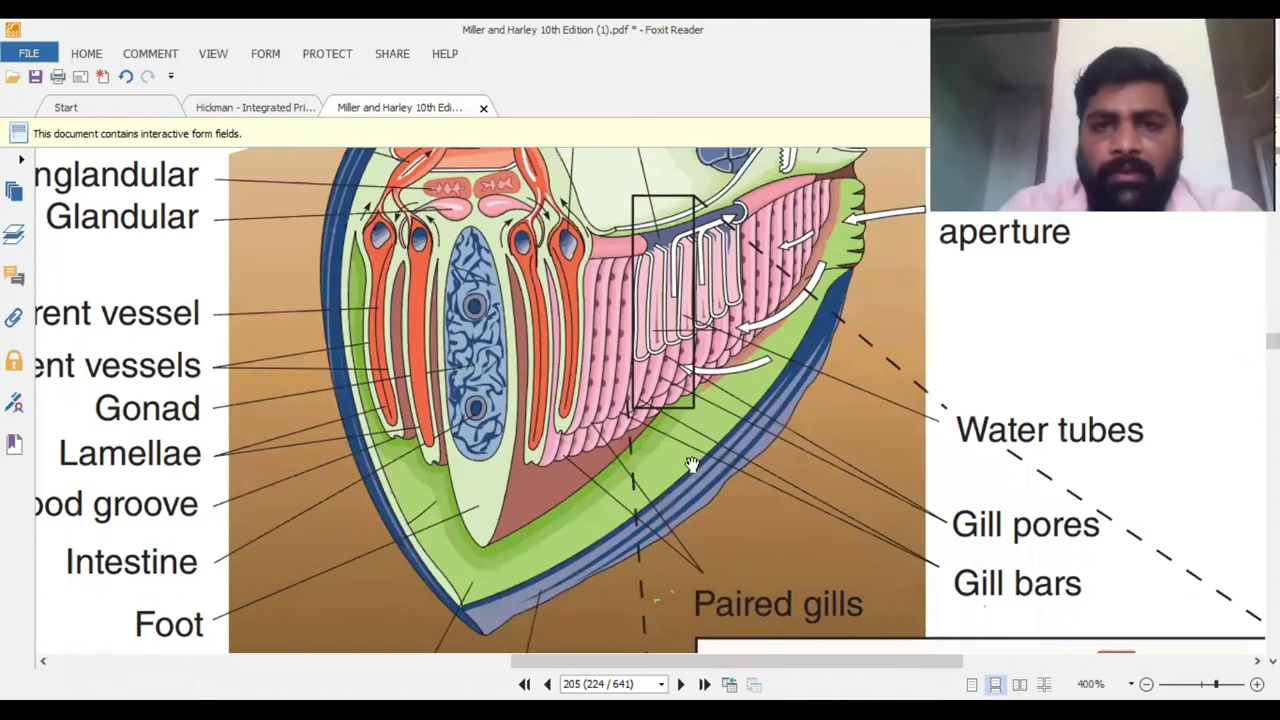 Miller and Harley 10th Edition (1).pdf * - Foxit Reader
FILE HOME COMMENT VIEW FORM PROTECT SHARE HELP
Start Hickman - Integrated Pri... Miller and Harley 10th Edi...
This document contains interactive form fields.
nglandular
Glandular
aperture
rent vessel
ent vessels
Gonad
Water tubes
Lamellae
ood groove
Gill pores
Intestine
Gill bars
Paired gills
Foot
205 (224 / 641) 400%